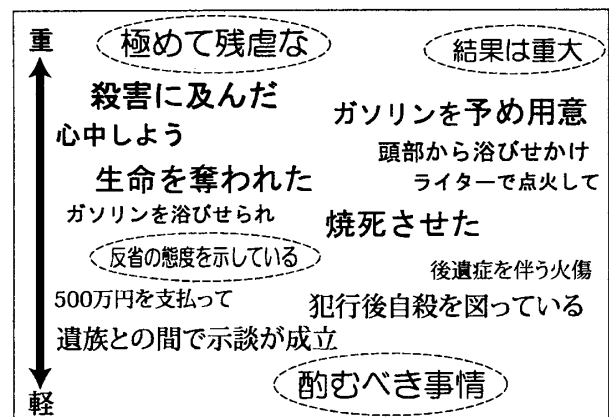 重
極めて残虐な
結果は重大
殺害に及んだ
ガソリンを予め用意
心中しよう
頭部から浴びせかけ
生命を奪われた
ライターで点火して
ガソリンを浴びせられ
焼死させた
反省の態度を示している
後遺症を伴う火傷
500万円を支払って
犯行後自殺を図っている
遺族との間で示談が成立
酌むべき事情
軽